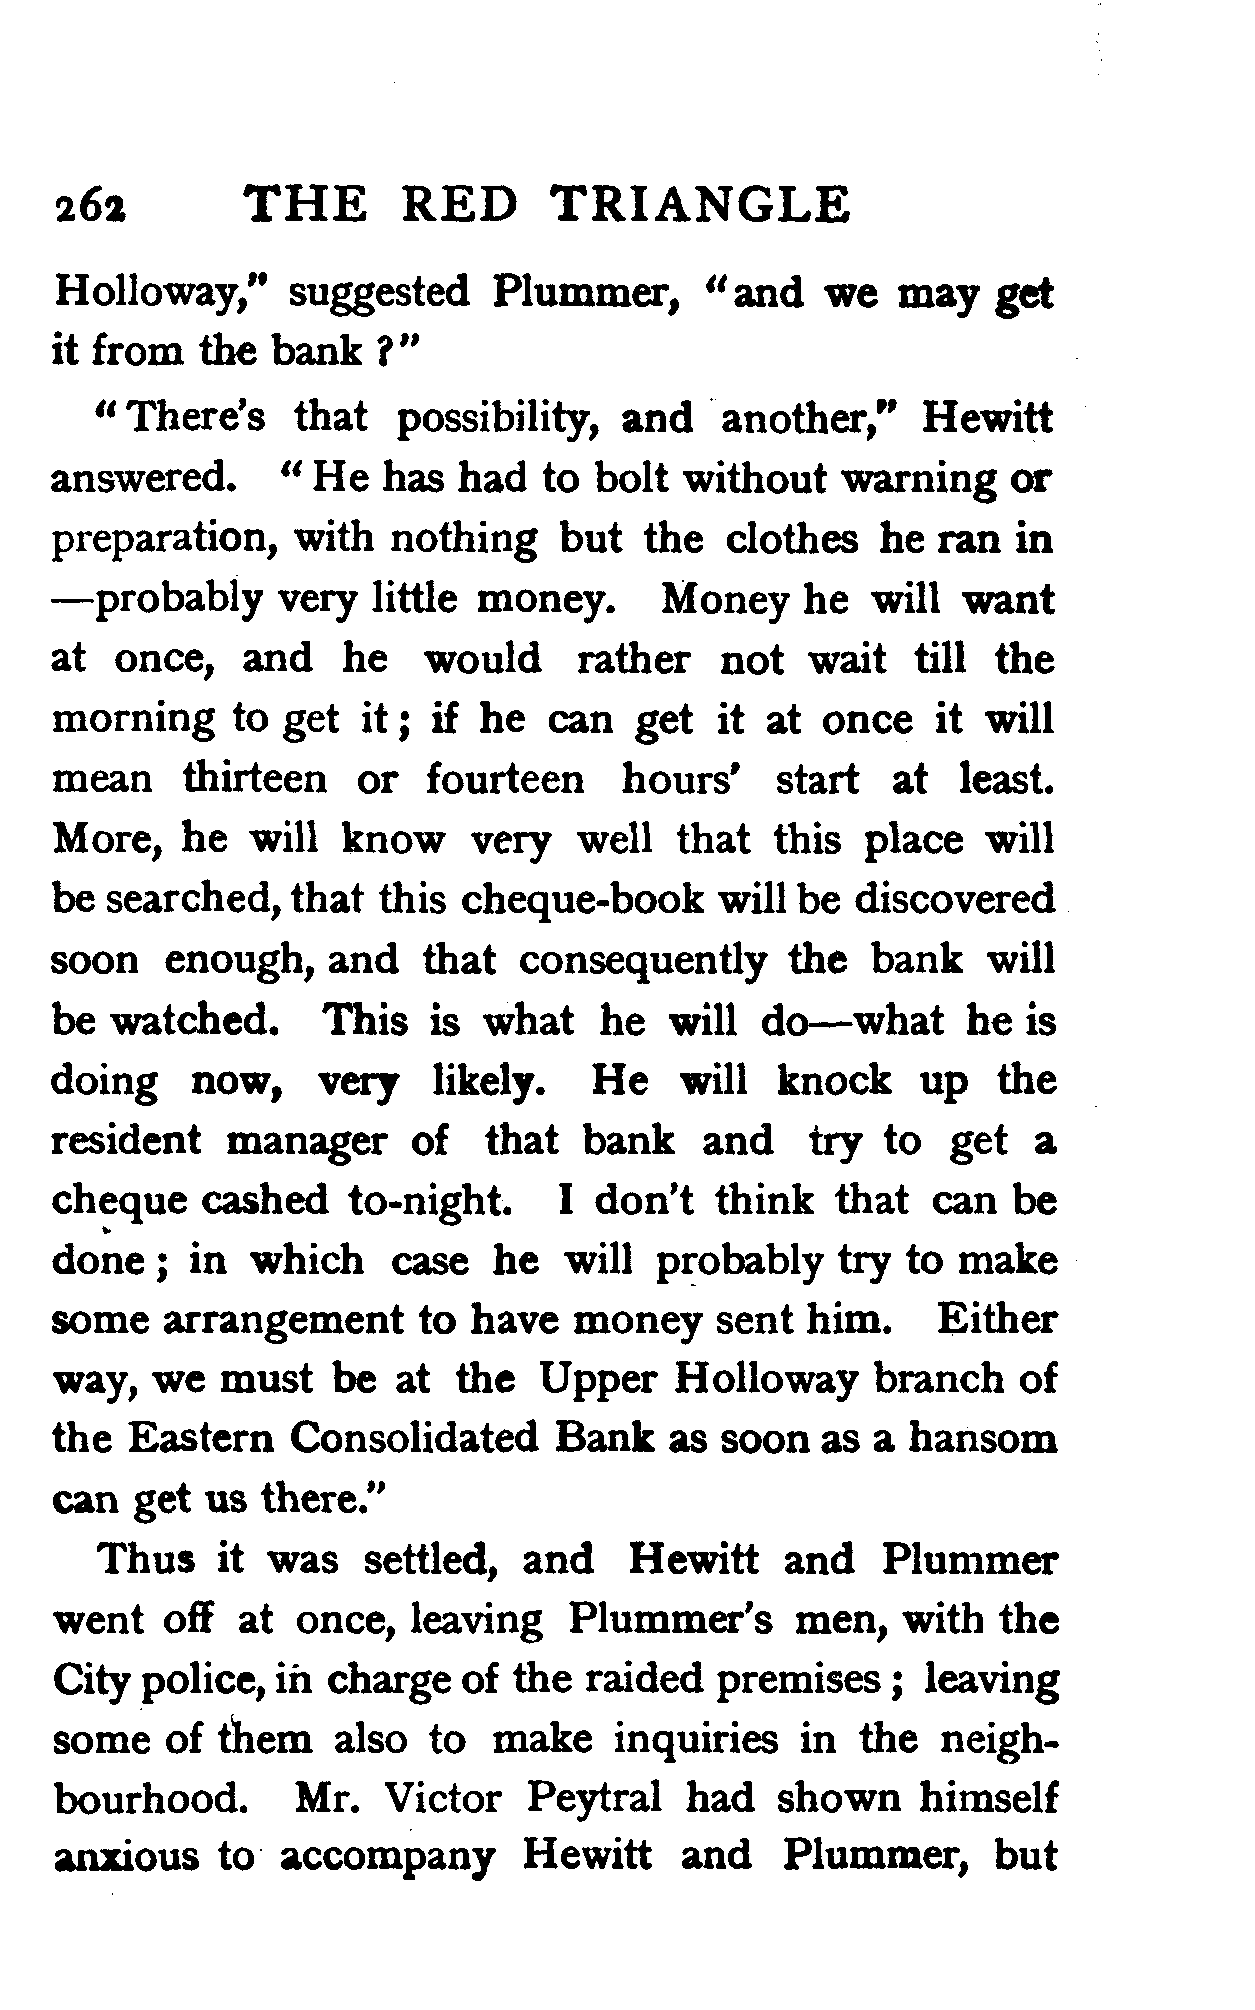 262 THE RED TRIANGLE
Holloway," suggested Plummer, "and we may get
it from the bank ?"
"There's that possibility, and another," Hewitt
answered. "He has had to bolt without warning or
preparation, with nothing but the clothes he ran in
—probably very little money. Money he will want
at once, and he would rather not wait till the
morning to get it; if he can get it at once it will
mean thirteen or fourteen hours' start at least.
More, he will know very well that this place will
be searched, that this cheque-book will be discovered
soon enough, and that consequently the bank will
be watched. This is what he will do—what he is
doing now, very likely. He will knock up the
resident manager of that bank and try to get a
cheque cashed to-night. I don't think that can be
done; in which case he will probably try to make
some arrangement to have money sent him. Either
way, we must be at the Upper Holloway branch of
the Eastern Consolidated Bank as soon as a hansom
can get us there."
Thus it was settled, and Hewitt and Plummer
went off at once, leaving Plummer's men, with the
City police, in charge of the raided premises; leaving
some of them also to make inquiries in the neigh-
bourhood. Mr. Victor Peytral had shown himself
anxious to accompany Hewitt and Plummer, but